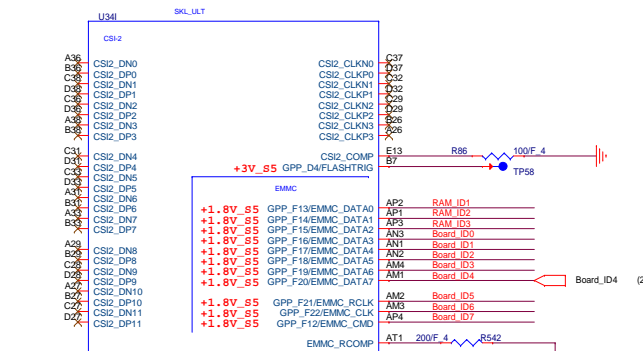 U34I
SKL_ULT
CSI-2
A36 CSI2_DN0 CSI2_CLKN0 C37
B36 CSI2_DP0 CSI2_CLKP0 D37
C38 CSI2_DN1 CSI2_CLKN1 C32
D38 CSI2_DP1 CSI2_CLKP1 D32
C36 CSI2_DN2 CSI2_CLKN2 C29
D36 CSI2_DP2 CSI2_CLKP2 D29
A38 CSI2_DN3 CSI2_CLKN3 B26
B38 CSI2_DP3 CSI2_CLKP3 A26
C31 CSI2_DN4 CSI2_COMP E13 R86 100/F_4
D31 CSI2_DP4 +3V_S5 GPP_D4/FLASHTRIG B7 TP58
C33 CSI2_DN5
D33 CSI2_DP5 EMMC
A31 CSI2_DN6
B31 CSI2_DP6 +1.8V_S5 GPP_F13/EMMC_DATA0 AP2 RAM_ID1
A33 CSI2_DN7 +1.8V_S5 GPP_F14/EMMC_DATA1 AP1 RAM_ID2
B33 CSI2_DP7 +1.8V_S5 GPP_F15/EMMC_DATA2 AP3 RAM_ID3
+1.8V_S5 GPP_F16/EMMC_DATA3 AN3 Board_ID0
A29 CSI2_DN8 +1.8V_S5 GPP_F17/EMMC_DATA4 AN1 Board_ID1
B29 CSI2_DP8 +1.8V_S5 GPP_F18/EMMC_DATA5 AN2 Board_ID2
C28 CSI2_DN9 +1.8V_S5 GPP_F19/EMMC_DATA6 AM4 Board_ID3
D28 CSI2_DP9 +1.8V_S5 GPP_F20/EMMC_DATA7 AM1 Board_ID4 Board_ID4 (2
A27 CSI2_DN10
B27 CSI2_DP10 +1.8V_S5 GPP_F21/EMMC_RCLK AM2 Board_ID5
C27 CSI2_DN11 +1.8V_S5 GPP_F22/EMMC_CLK AM3 Board_ID6
D27 CSI2_DP11 +1.8V_S5 GPP_F12/EMMC_CMD AP4 Board_ID7
EMMC_RCOMP AT1 200/F_4 R542